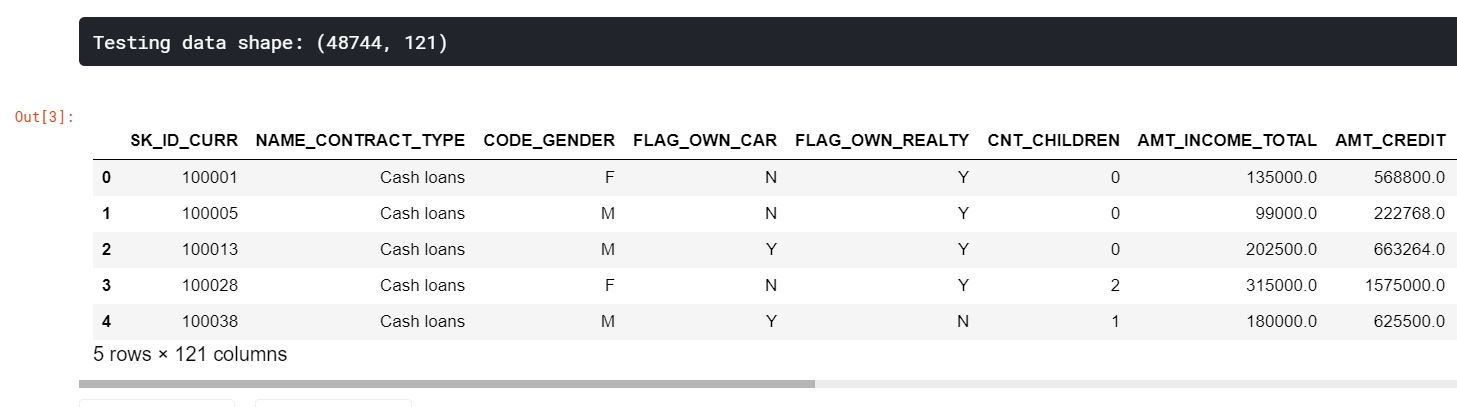 Testing data shape: (48744, 121)
Out[3]:
SK_ID_CURR NAME_CONTRACT_TYPE CODE_GENDER FLAG_OWN_CAR FLAG_OWN_REALTY CNT_CHILDREN AMT_INCOME_TOTAL AMT_CREDIT
0 100001 Cash loans F N Y 0 135000.0 568800.0
1 100005 Cash loans M N Y 0 99000.0 222768.0
2 100013 Cash loans M Y Y 0 202500.0 663264.0
3 100028 Cash loans F N Y 2 315000.0 1575000.0
4 100038 Cash loans M Y N 1 180000.0 625500.0
5 rows × 121 columns